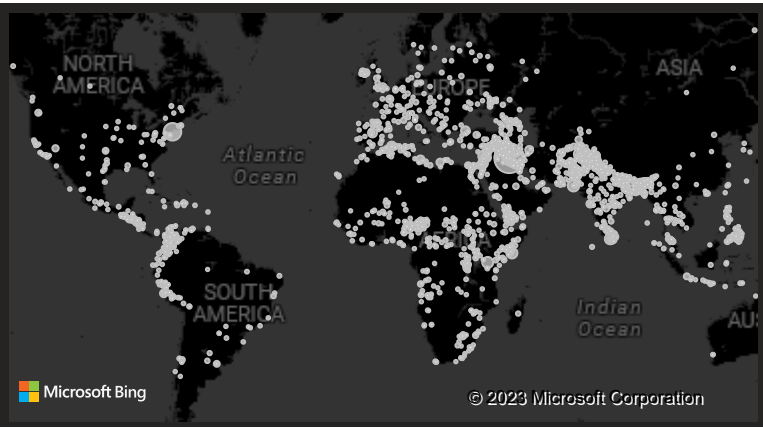 NORTH
AMERICA
EUROPE
ASIA
Atlantic
Ocean
AFRICA
SOUTH
AMERICA
Indian
Ocean
AUS
Microsoft Bing
© 2023 Microsoft Corporation